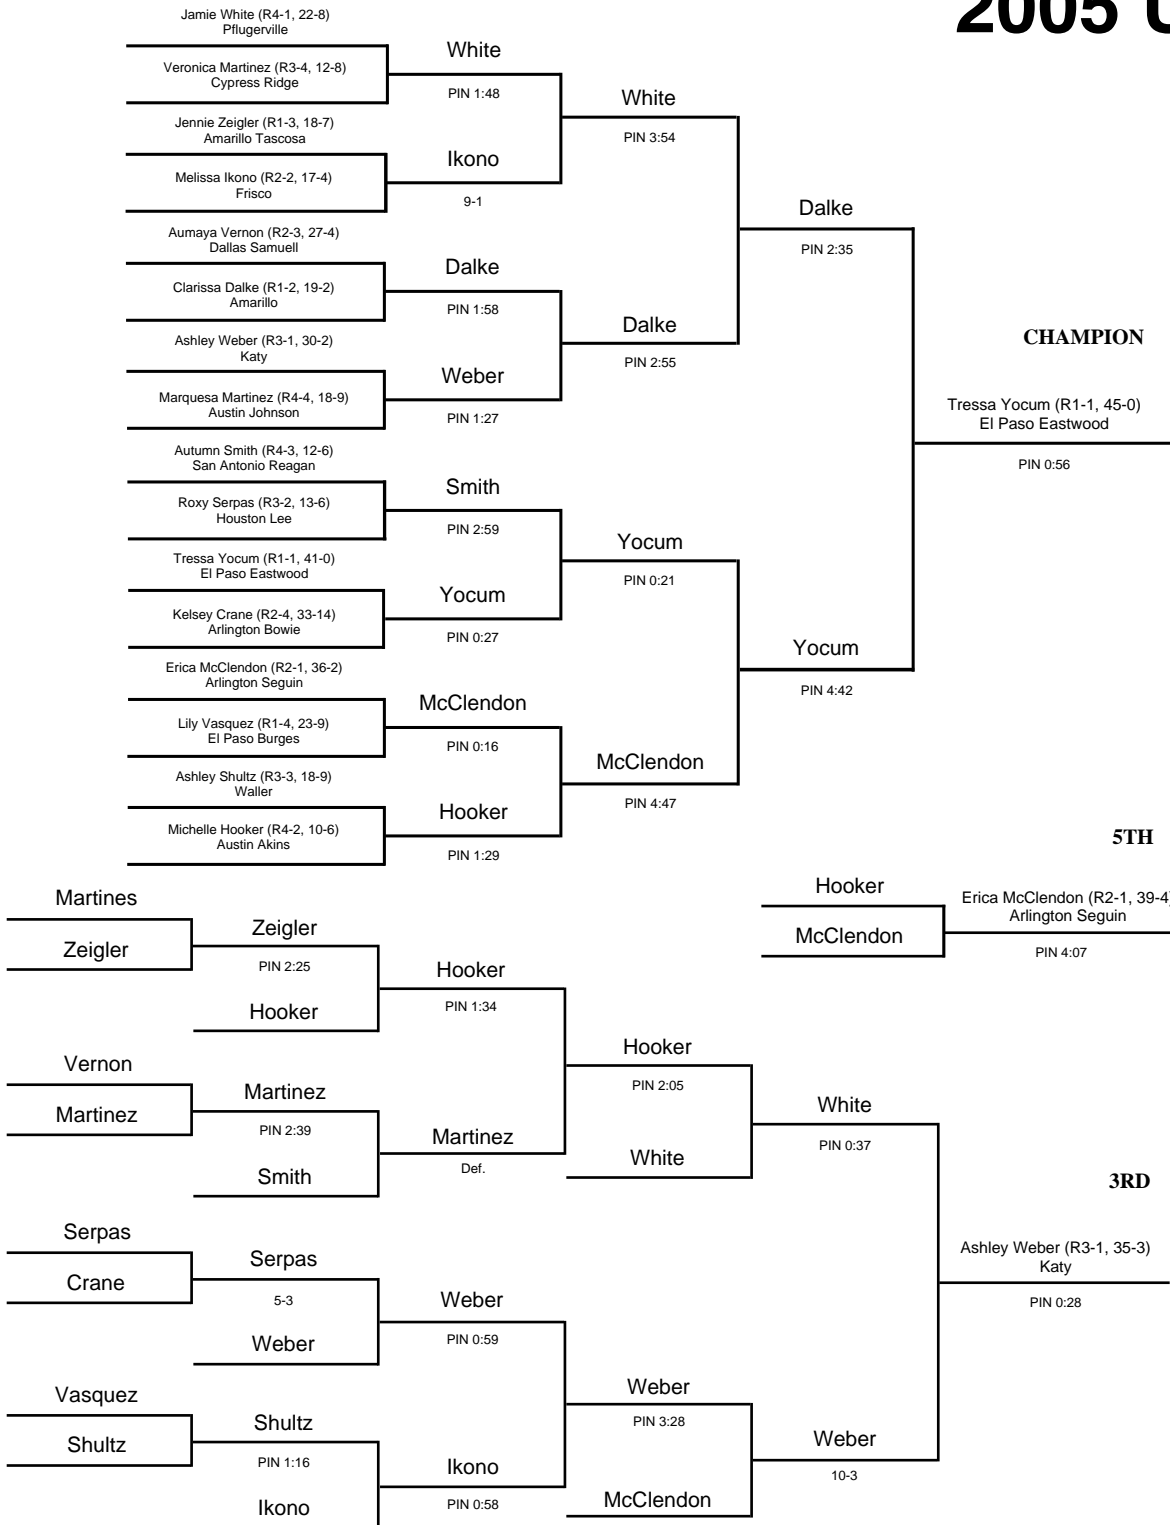 2005 U
Jamie White (R4-1, 22-8)
Pflugerville
White
Veronica Martinez (R3-4, 12-8)
Cypress Ridge
PIN 1:48
White
Jennie Zeigler (R1-3, 18-7)
Amarillo Tascosa
PIN 3:54
Ikono
Melissa Ikono (R2-2, 17-4)
Frisco
9-1
Dalke
Aumaya Vernon (R2-3, 27-4)
Dallas Samuell
PIN 2:35
Dalke
Clarissa Dalke (R1-2, 19-2)
Amarillo
PIN 1:58
Dalke
Ashley Weber (R3-1, 30-2)
Katy
PIN 2:55
CHAMPION
Weber
Marquesa Martinez (R4-4, 18-9)
Austin Johnson
PIN 1:27
Tressa Yocum (R1-1, 45-0)
El Paso Eastwood
PIN 0:56
Autumn Smith (R4-3, 12-6)
San Antonio Reagan
Smith
Roxy Serpas (R3-2, 13-6)
Houston Lee
PIN 2:59
Yocum
Tressa Yocum (R1-1, 41-0)
El Paso Eastwood
PIN 0:21
Yocum
Kelsey Crane (R2-4, 33-14)
Arlington Bowie
PIN 0:27
Yocum
Erica McClendon (R2-1, 36-2)
Arlington Seguin
PIN 4:42
McClendon
Lily Vasquez (R1-4, 23-9)
El Paso Burges
PIN 0:16
McClendon
Ashley Shultz (R3-3, 18-9)
Waller
PIN 4:47
Hooker
Michelle Hooker (R4-2, 10-6)
Austin Akins
PIN 1:29
5TH
Hooker
Erica McClendon (R2-1, 39-4)
Arlington Seguin
McClendon
PIN 4:07
Martines
Zeigler
Zeigler
PIN 2:25
Hooker
PIN 1:34
Hooker
Hooker
Vernon
Martinez
PIN 2:05
Martinez
PIN 2:39
White
Martinez
Def.
White
PIN 0:37
Smith
3RD
Serpas
Serpas
Crane
5-3
Ashley Weber (R3-1, 35-3)
Katy
PIN 0:28
Weber
PIN 0:59
Weber
Weber
PIN 3:28
Vasquez
Shultz
Shultz
PIN 1:16
Weber
10-3
Ikono
PIN 0:58
Ikono
McClendon